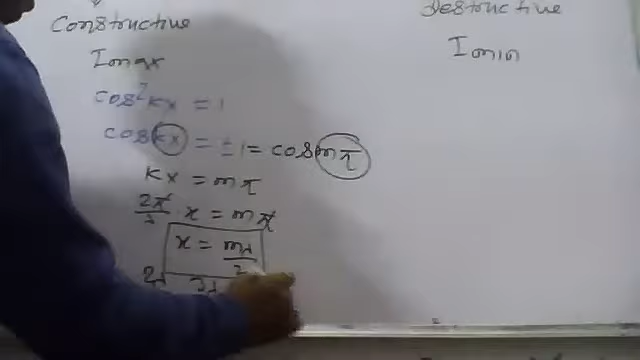 Constructive
Imax
cos²kx = 1
cos kx = ±1 = cos mπ
kx = mπ
2π/λ x = mπ
x = mλ/2
Destructive
Imin